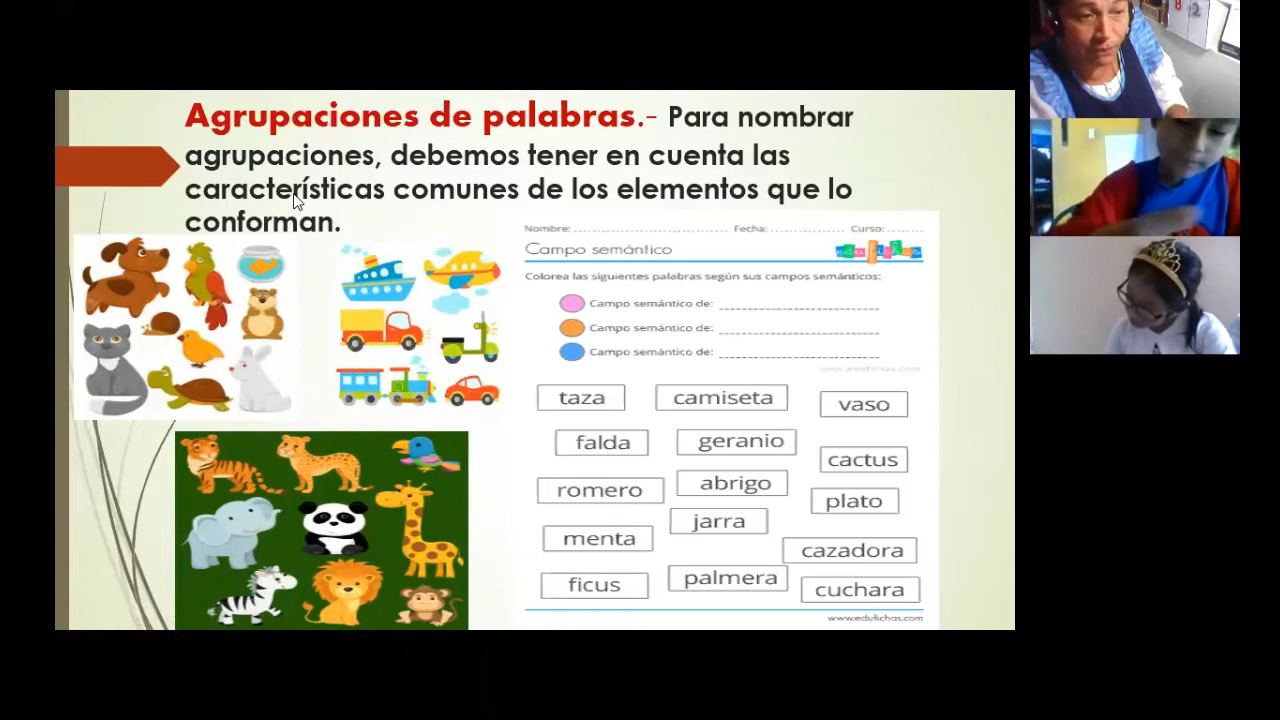 Agrupaciones de palabras.- Para nombrar
agrupaciones, debemos tener en cuenta las
características comunes de los elementos que lo
conforman.
Nombre: Fecha: Curso:
Campo semántico
Colorea las siguientes palabras según sus campos semánticos:
Campo semántico de:
Campo semántico de:
Campo semántico de:
www.edufichas.com
taza camiseta vaso
falda geranio
cactus
romero abrigo
plato
jarra
menta
cazadora
ficus palmera
cuchara
www.edufichas.com